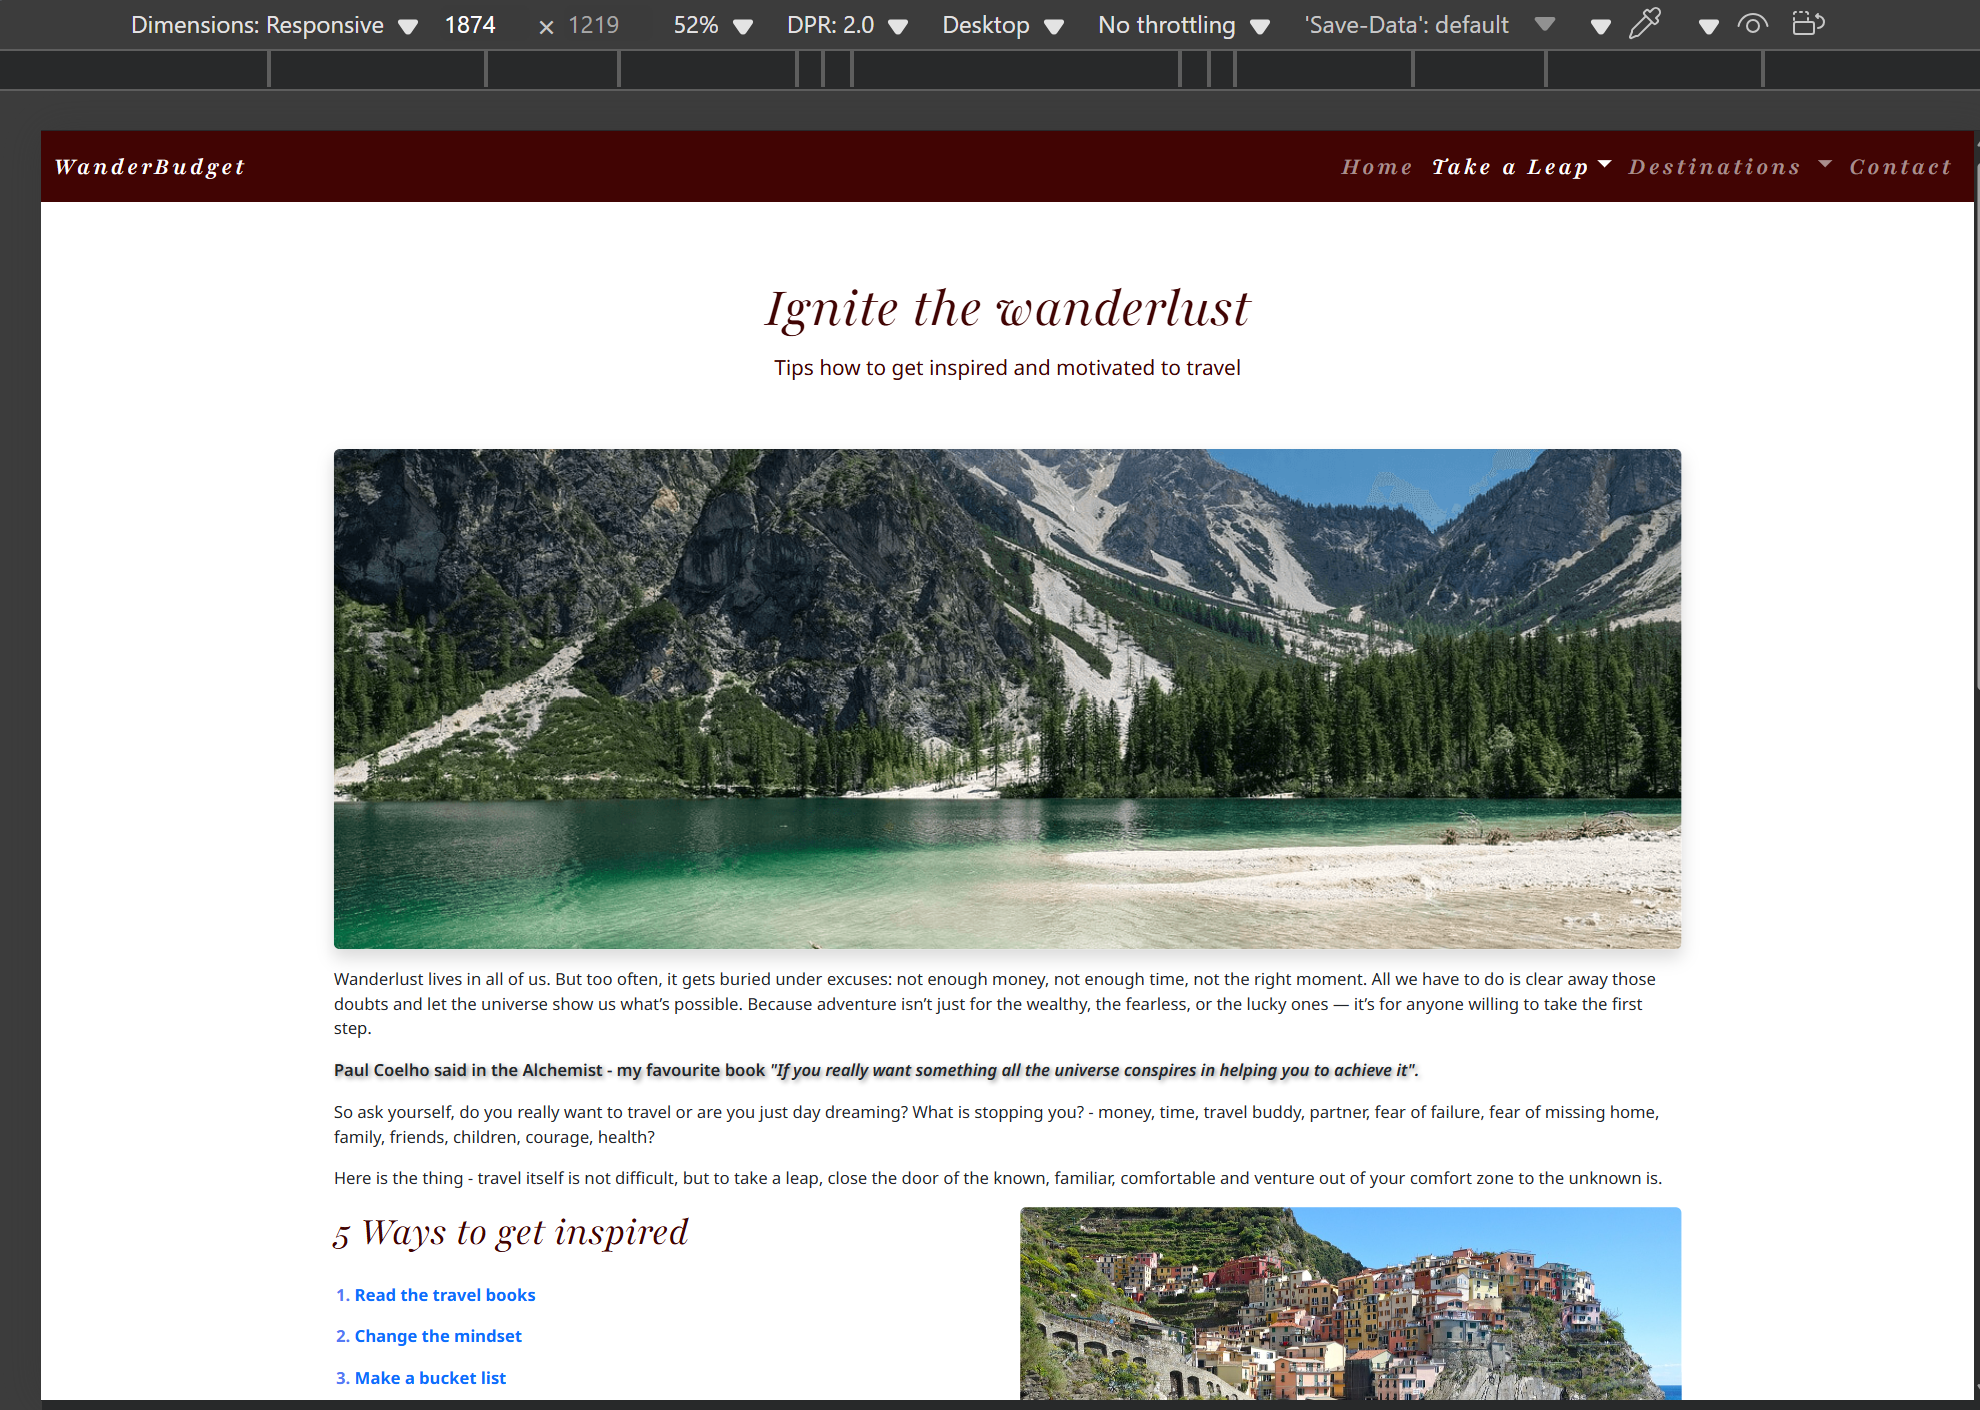 Dimensions: Responsive 1874 × 1219 52% DPR: 2.0 Desktop No throttling 'Save-Data': default
WanderBudget Home Take a Leap Destinations Contact
Ignite the wanderlust
Tips how to get inspired and motivated to travel
Wanderlust lives in all of us. But too often, it gets buried under excuses: not enough money, not enough time, not the right moment. All we have to do is clear away those
doubts and let the universe show us what’s possible. Because adventure isn’t just for the wealthy, the fearless, or the lucky ones — it’s for anyone willing to take the first
step.
Paul Coelho said in the Alchemist - my favourite book "If you really want something all the universe conspires in helping you to achieve it".
So ask yourself, do you really want to travel or are you just day dreaming? What is stopping you? - money, time, travel buddy, partner, fear of failure, fear of missing home,
family, friends, children, courage, health?
Here is the thing - travel itself is not difficult, but to take a leap, close the door of the known, familiar, comfortable and venture out of your comfort zone to the unknown is.
5 Ways to get inspired
1. Read the travel books
2. Change the mindset
3. Make a bucket list